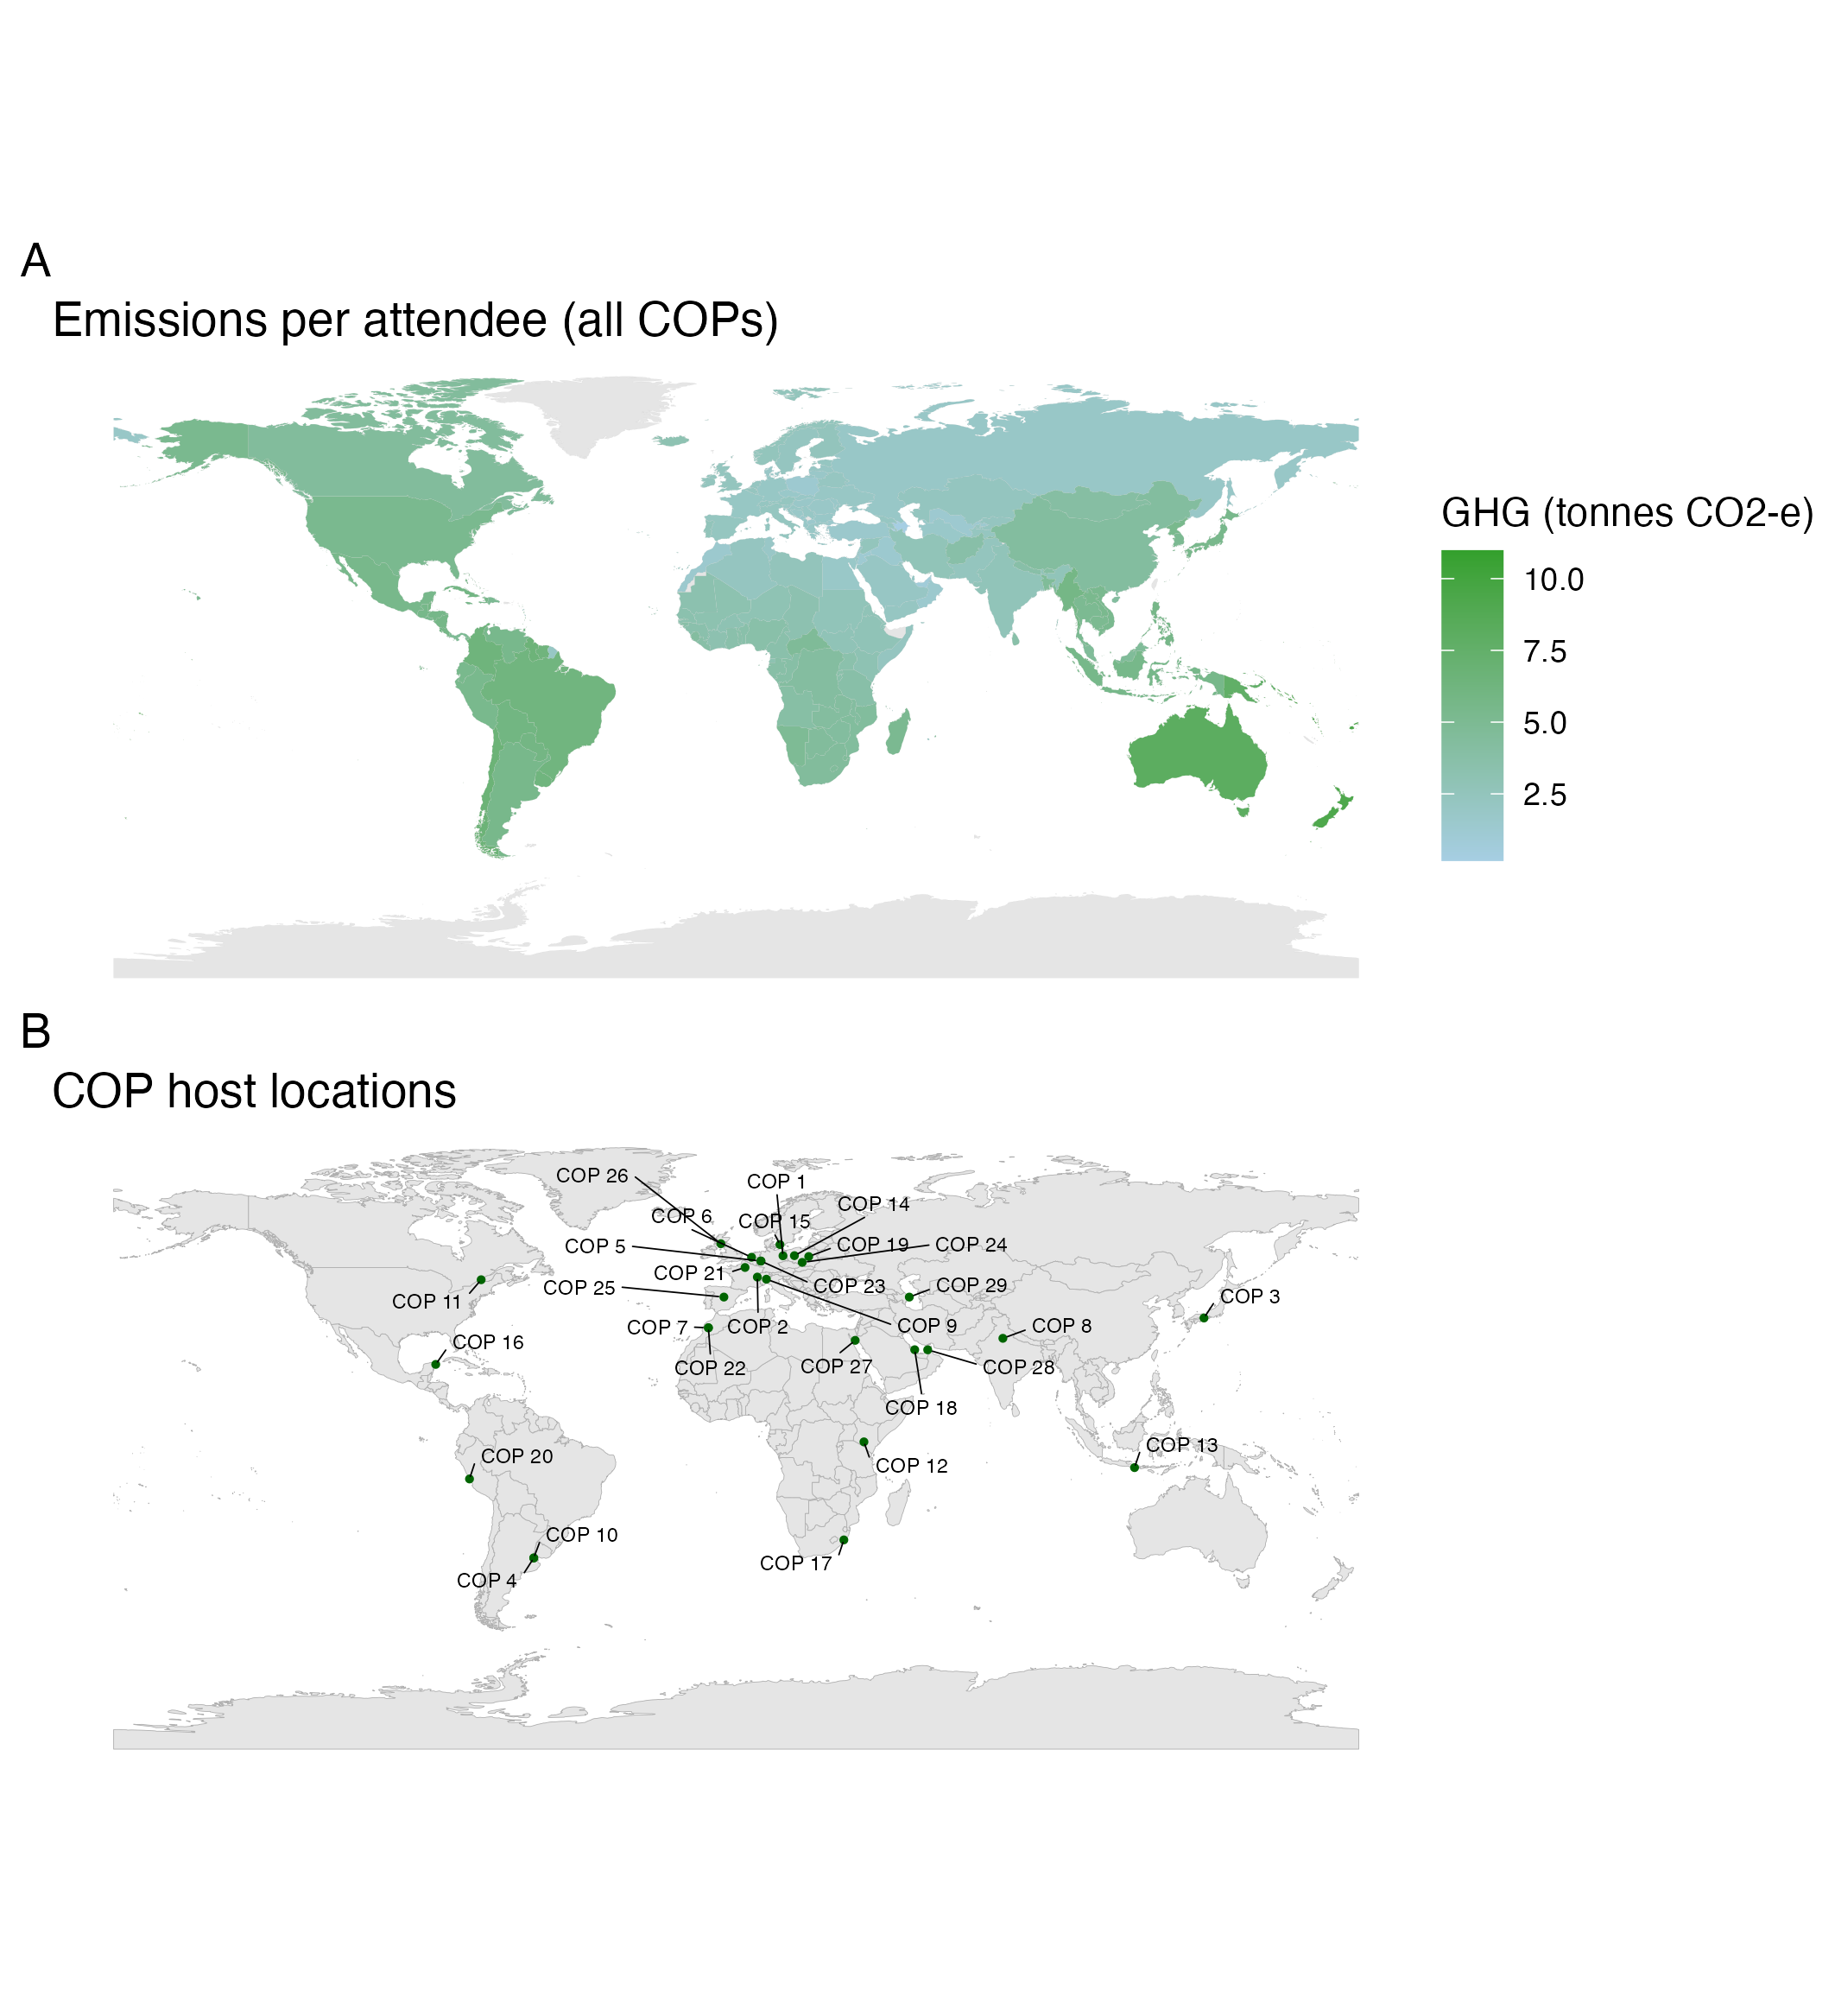 A
Emissions per attendee (all COPs)
GHG (tonnes CO2-e)
10.0
7.5
5.0
2.5
B
COP host locations
COP 26
COP 1
COP 14
COP 6
COP 15
COP 5
COP 19
COP 24
COP 21
COP 25
COP 23
COP 29
COP 11
COP 3
COP 7
COP 2
COP 9
COP 8
COP 16
COP 22
COP 27
COP 28
COP 18
COP 20
COP 13
COP 12
COP 10
COP 17
COP 4